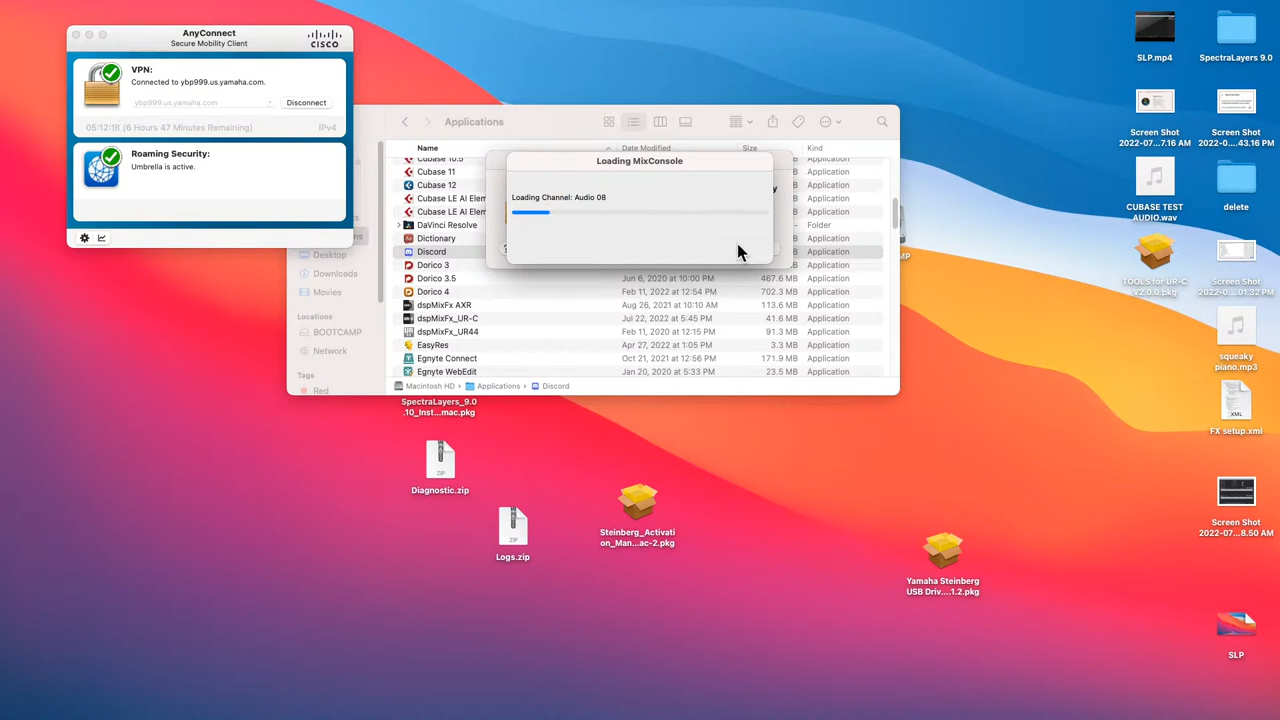 AnyConnect
Secure Mobility Client
CISCO
VPN:
Connected to ybp999.us.yamaha.com.
ybp999.us.yamaha.com
Disconnect
05:12:18 (6 Hours 47 Minutes Remaining)
IPv4
Roaming Security:
Umbrella is active.
Applications
Name
Date Modified
Size
Kind
Cubase 10.5
Application
Cubase 11
Application
Cubase 12
Application
Cubase LE AI Elem
Application
Cubase LE AI Elem
Application
DaVinci Resolve
Folder
Dictionary
Application
Discord
Application
Dorico 3
Application
Dorico 3.5
Jun 6, 2020 at 10:00 PM
467.6 MB
Application
Dorico 4
Feb 11, 2022 at 12:54 PM
702.3 MB
Application
dspMixFx AXR
Aug 26, 2021 at 10:10 AM
113.6 MB
Application
dspMixFx_UR-C
Jul 22, 2022 at 5:45 PM
41.6 MB
Application
dspMixFx_UR44
Feb 11, 2020 at 12:15 PM
91.3 MB
Application
EasyRes
Apr 27, 2022 at 1:05 PM
3.3 MB
Application
Egnyte Connect
Oct 21, 2021 at 12:56 PM
171.9 MB
Application
Egnyte WebEdit
Jan 20, 2020 at 5:33 PM
23.5 MB
Application
Desktop
Downloads
Movies
Locations
BOOTCAMP
Network
Tags
Red
Macintosh HD
Applications
Discord
Loading MixConsole
Loading Channel: Audio 08
SpectraLayers_9.0
.10_Inst...mac.pkg
Diagnostic.zip
ZIP
Logs.zip
ZIP
Steinberg_Activati
on_Man...ac-2.pkg
Yamaha Steinberg
USB Driv....1.2.pkg
SLP.mp4
SpectraLayers 9.0
Screen Shot
2022-07...7.16 AM
Screen Shot
2022-0...43.16 PM
CUBASE TEST
AUDIO.wav
delete
TOOLS for UR-C
V2.0.0.pkg
Screen Shot
2022-0...01.32 PM
squeaky
piano.mp3
XML
FX setup.xml
Screen Shot
2022-07...8.50 AM
SLP